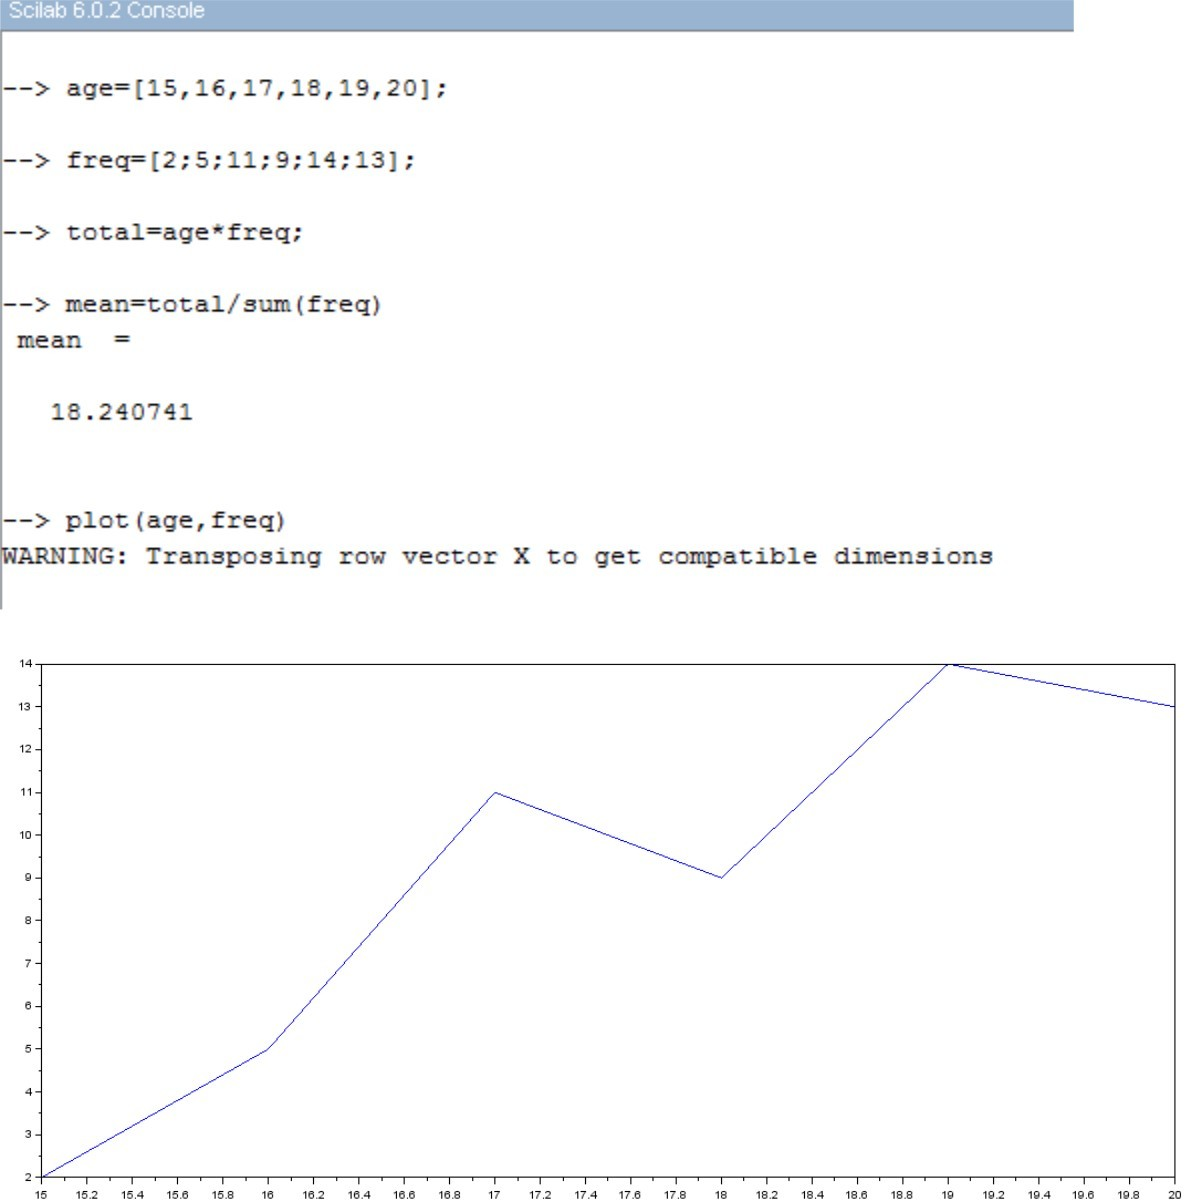 Scilab 6.0.2 Console
--> age=[15,16,17,18,19,20];
--> freq=[2;5;11;9;14;13];
--> total=age*freq;
--> mean=total/sum(freq)
mean  =
18.240741
--> plot(age,freq)
WARNING: Transposing row vector X to get compatible dimensions
14
13
12
11
10
9
8
7
6
5
4
3
2
15 15.2 15.4 15.6 15.8 16 16.2 16.4 16.6 16.8 17 17.2 17.4 17.6 17.8 18 18.2 18.4 18.6 18.8 19 19.2 19.4 19.6 19.8 20